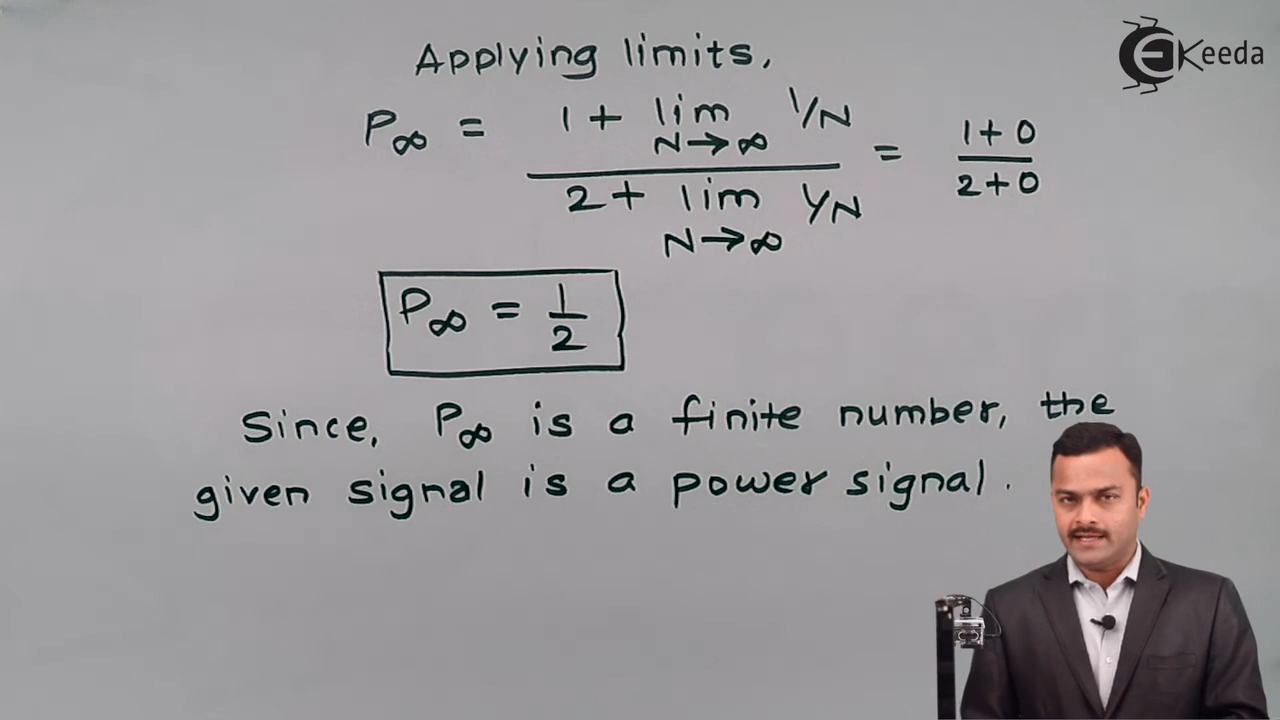 Applying limits,
P∞ = 1 + lim N→∞ 1/N / 2 + lim N→∞ 1/N = 1+0 / 2+0
P∞ = 1/2
Since, P∞ is a finite number, the
given signal is a power signal.
EKeeda